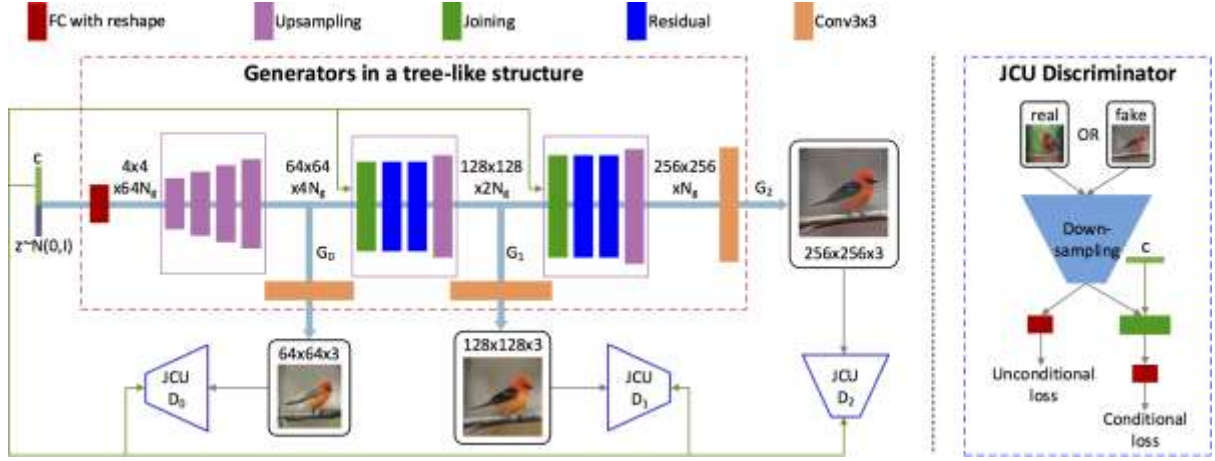 FC with reshape
Upsampling
Joining
Residual
Conv3x3
Generators in a tree-like structure
JCU Discriminator
real
OR
fake
c
4x4
x64Ng
64x64
x4Ng
128x128
x2Ng
256x256
xNg
G2
z~N(0,I)
G0
G1
256x256x3
Down-
sampling
c
64x64x3
128x128x3
JCU
D0
JCU
D1
JCU
D2
Unconditional
loss
Conditional
loss